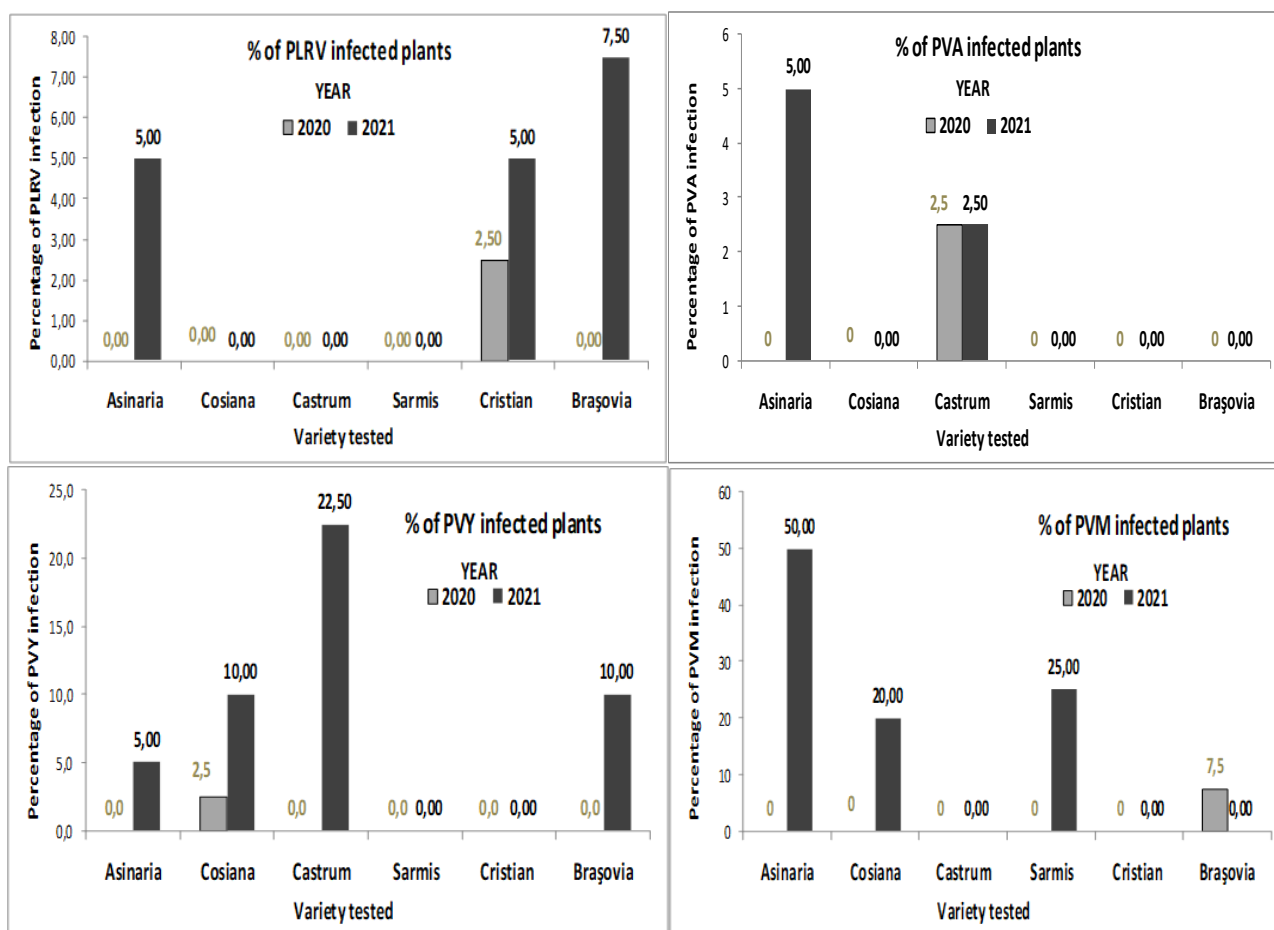 % of PLRV infected plants
YEAR
2020 2021
Percentage of PLRV infection
8,00
7,00
6,00
5,00
4,00
3,00
2,00
1,00
0,00
0,00 5,00 0,00 0,00 0,00 0,00 0,00 0,00 2,50 5,00 0,00 7,50
Asinaria Cosiana Castrum Sarmis Cristian Braşovia
Variety tested
% of PVA infected plants
YEAR
2020 2021
Percentage of PVA infection
6
5
4
3
2
1
0
0 5,00 0 0,00 2,5 2,50 0 0,00 0 0,00 0 0,00
Asinaria Cosiana Castrum Sarmis Cristian Braşovia
Variety tested
% of PVY infected plants
YEAR
2020 2021
Percentage of PVY infection
25,0
20,0
15,0
10,0
5,0
0,0
0,0 5,00 2,5 10,00 0,0 22,50 0,0 0,00 0,0 0,00 0,0 10,00
Asinaria Cosiana Castrum Sarmis Cristian Braşovia
Variety tested
% of PVM infected plants
YEAR
2020 2021
Percentage of PVM infection
60
50
40
30
20
10
0
0 50,00 0 20,00 0 0,00 0 25,00 0 0,00 7,5 0,00
Asinaria Cosiana Castrum Sarmis Cristian Braşovia
Variety tested